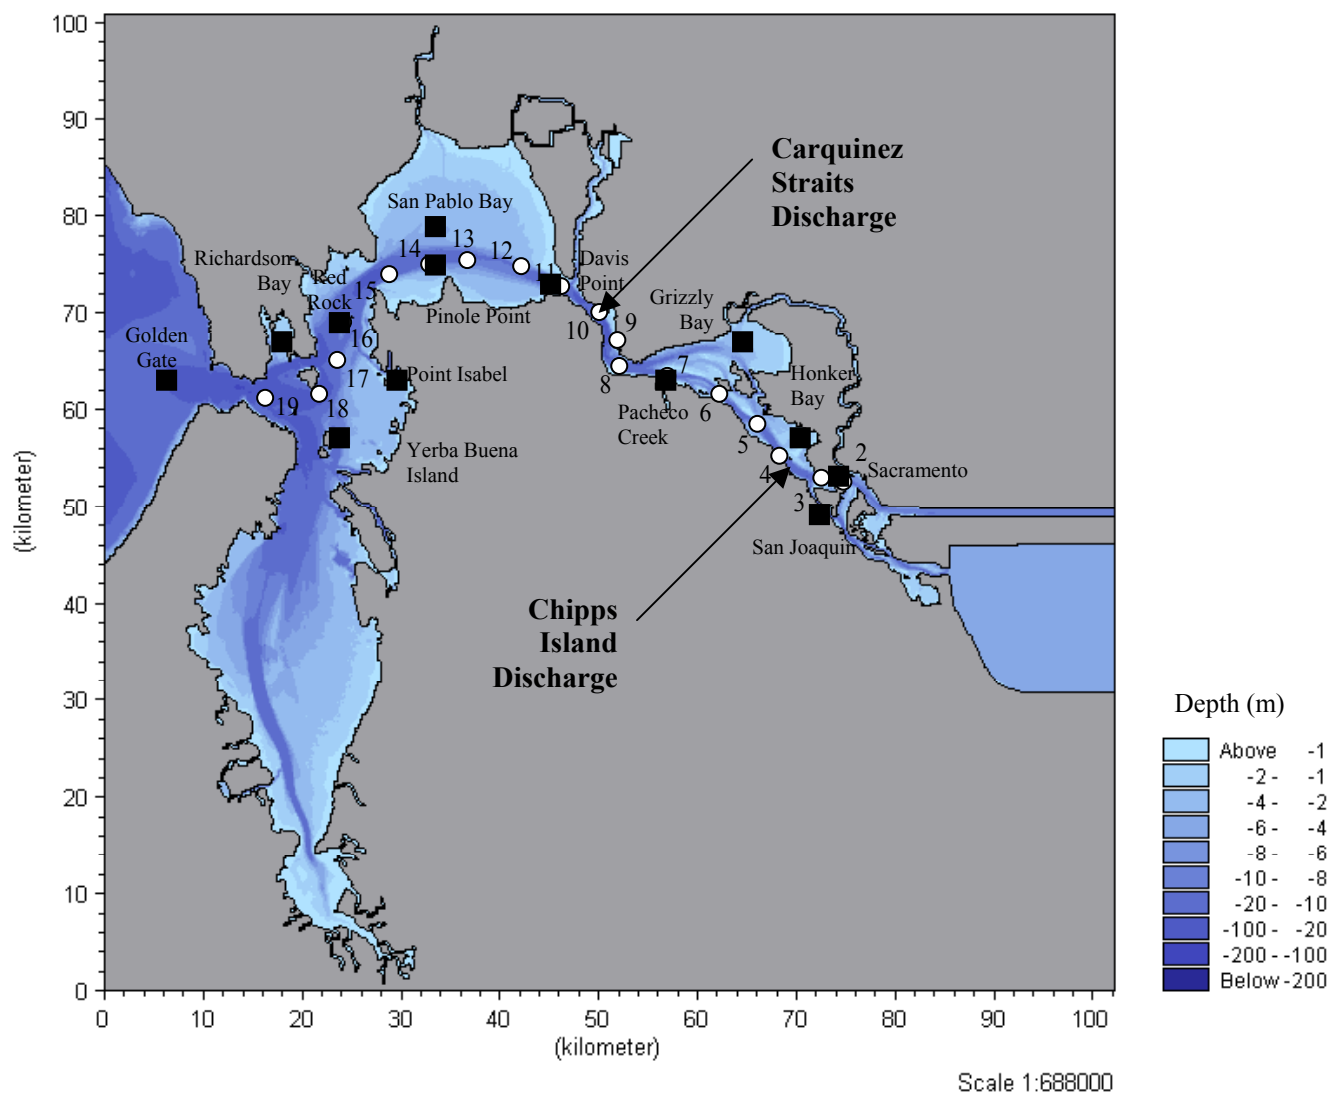 100
90
80
70
60
50
40
30
20
10
0
(kilometer)
0
10
20
30
40
50
60
70
80
90
100
(kilometer)
Scale 1:688000
Carquinez
Straits
Discharge
San Pablo Bay
14
13
12
11
Davis
Point
Richardson
Bay
Red
Rock
15
Pinole Point
10
9
Grizzly
Bay
Golden
Gate
16
17
Point Isabel
8
7
Honker
Bay
19
18
6
Pacheco
Creek
5
Yerba Buena
Island
4
2
Sacramento
3
San Joaquin
Chipps
Island
Discharge
Depth (m)
Above -1
-2 - -1
-4 - -2
-6 - -4
-8 - -6
-10 - -8
-20 - -10
-100 - -20
-200 - -100
Below -200